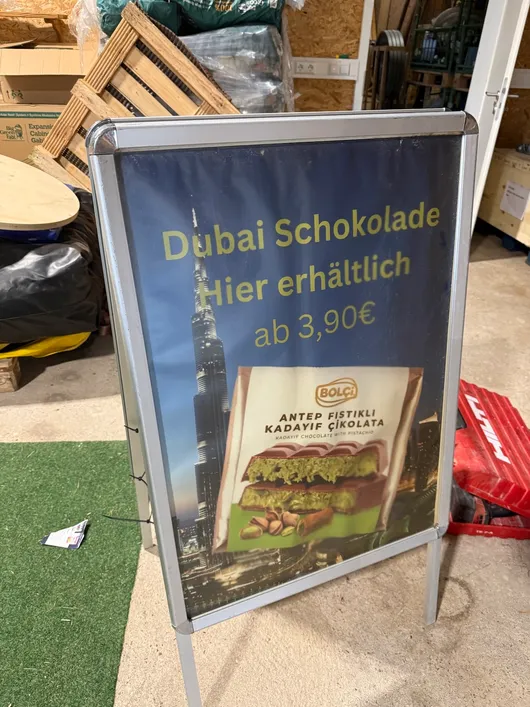 Dubai Schokolade
Hier erhältlich
ab 3,90€
BOLÇİ
ANTEP FISTIKLI
KADAYIF ÇİKOLATA
KADAYIF CHOCOLATE WITH PISTACHIO
HILTI